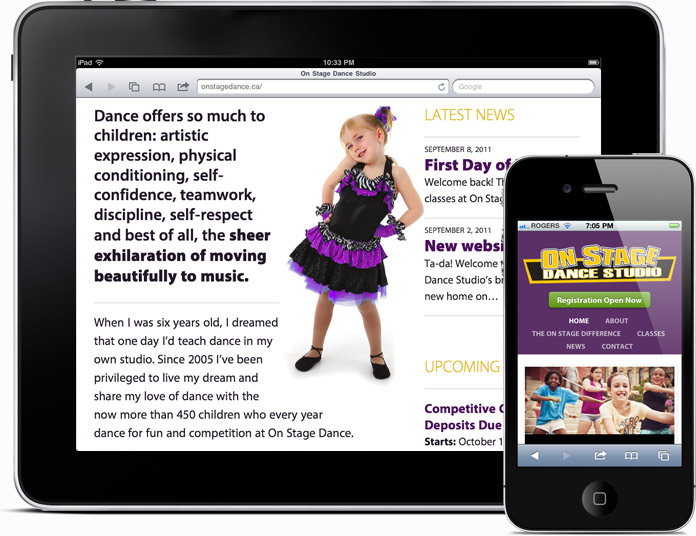 iPad
10:33 PM
On Stage Dance Studio
onstagedance.ca/
Google
Dance offers so much to
children: artistic
expression, physical
conditioning, self-
confidence, teamwork,
discipline, self-respect
and best of all, the sheer
exhilaration of moving
beautifully to music.
When I was six years old, I dreamed
that one day I'd teach dance in my
own studio. Since 2005 I've been
privileged to live my dream and
share my love of dance with the
now more than 450 children who every year
dance for fun and competition at On Stage Dance.
LATEST NEWS
SEPTEMBER 8, 2011
First Day of
Welcome back!
classes at On
SEPTEMBER 2, 2011
New
Ta-da! Welcome
Dance Studio's
new home on…
UPCOMING
Competitive
Deposits Due
Starts: October
ROGERS
7:05 PM
ON-STAGE
DANCE STUDIO
Registration Open Now
HOME ABOUT
THE ON STAGE DIFFERENCE CLASSES
NEWS CONTACT